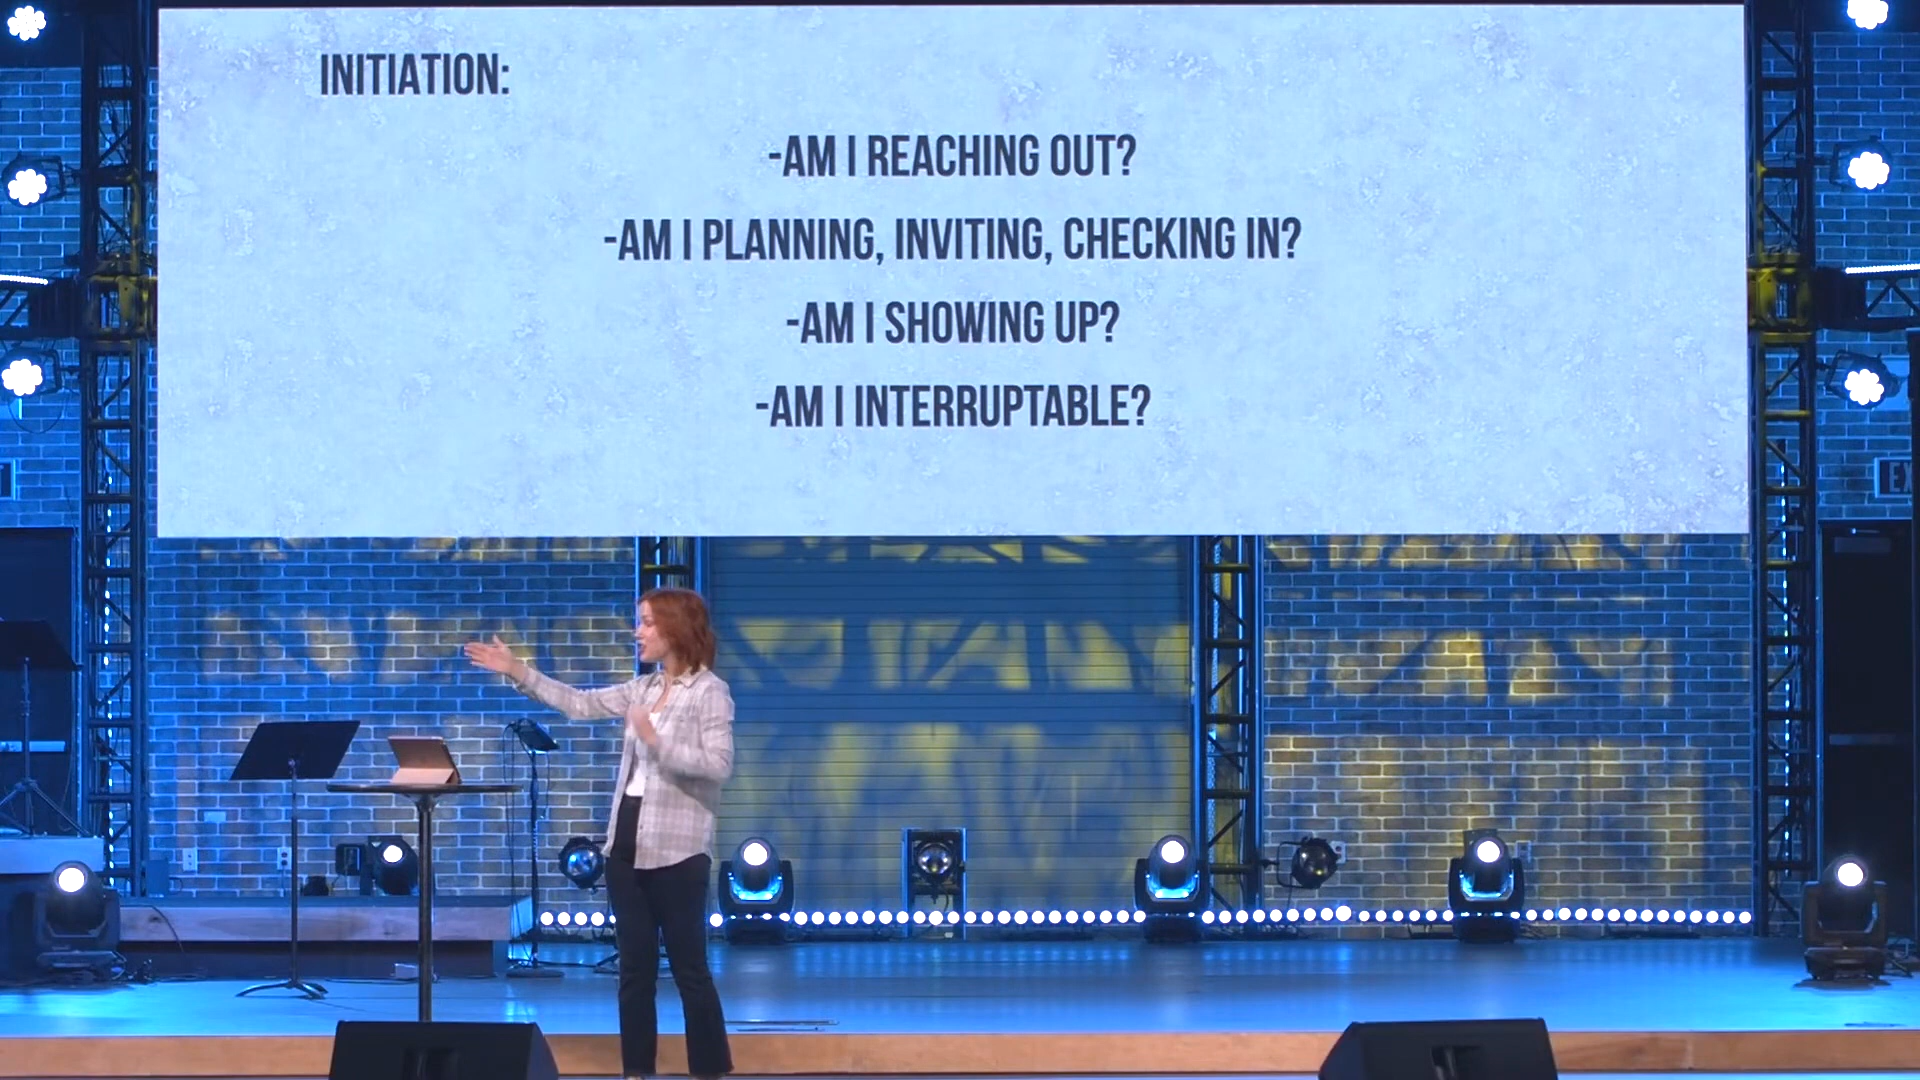 INITIATION:
-AM I REACHING OUT?
-AM I PLANNING, INVITING, CHECKING IN?
-AM I SHOWING UP?
-AM I INTERRUPTABLE?